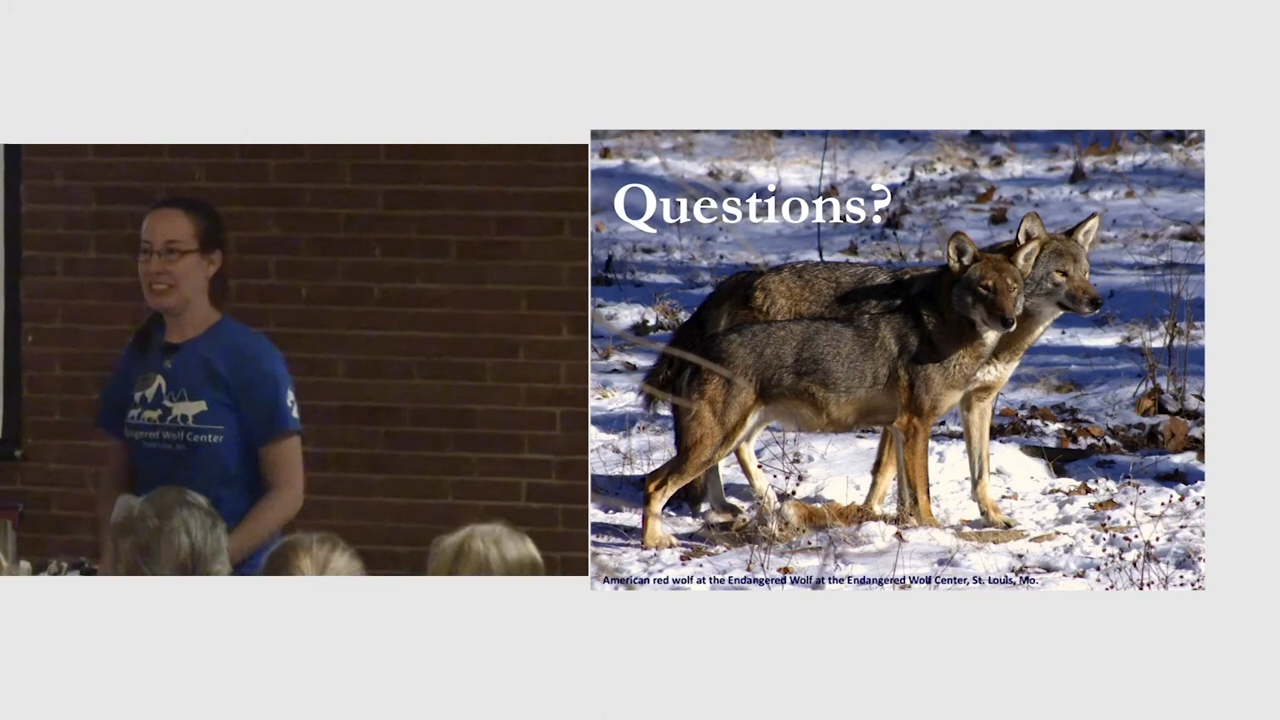 Endangered Wolf Center
Questions?
American red wolf at the Endangered Wolf at the Endangered Wolf Center, St. Louis, Mo.